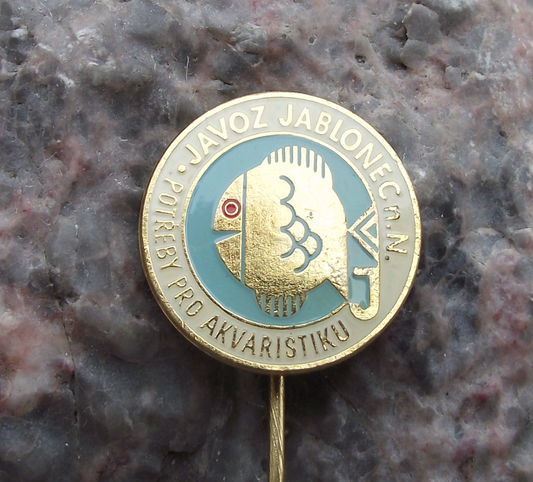 JAVOZ JABLONEC n. N.
• POTŘEBY PRO AKVARISTIKU